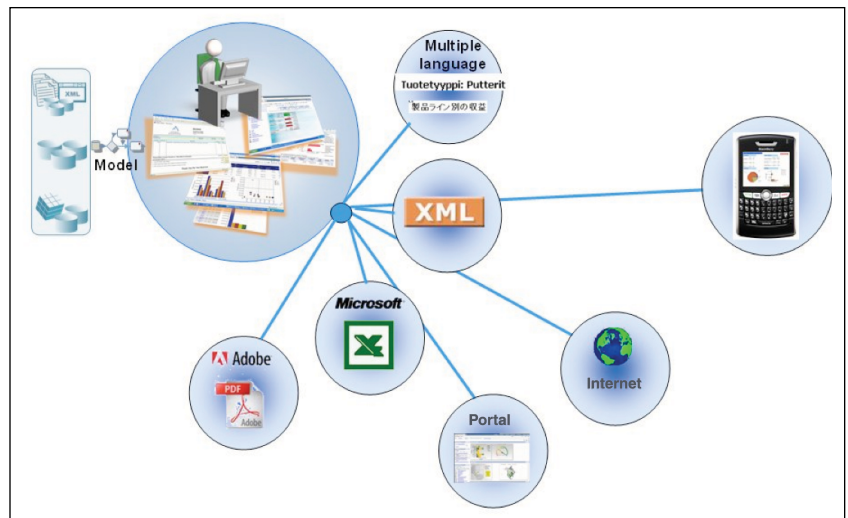 XML
Model
Multiple
language
Tuotetyyppi: Putterit
製品ライン別の収益
XML
Microsoft
Adobe
PDF
Adobe
Internet
Portal